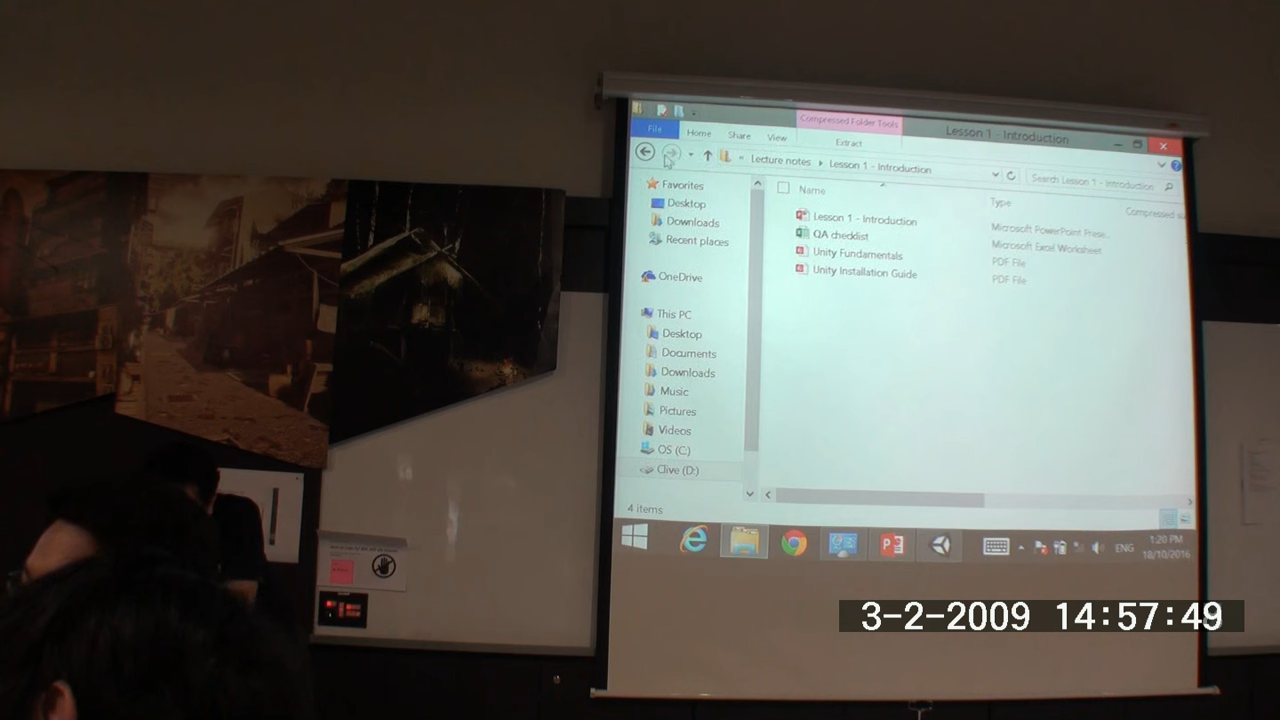 Compressed Folder Tools
Lesson 1 - Introduction
File
Home
Share
View
Extract
Lecture notes
Lesson 1 - Introduction
Search Lesson 1 - Introduction
Favorites
Desktop
Downloads
Recent places
OneDrive
This PC
Desktop
Documents
Downloads
Music
Pictures
Videos
OS (C:)
Clive (D:)
Name
Type
Compressed
Lesson 1 - Introduction
Microsoft PowerPoint Prese...
QA checklist
Microsoft Excel Worksheet
Unity Fundamentals
PDF File
Unity Installation Guide
PDF File
4 items
ENG
1:20 PM
18/10/2016
3-2-2009 14:57:49